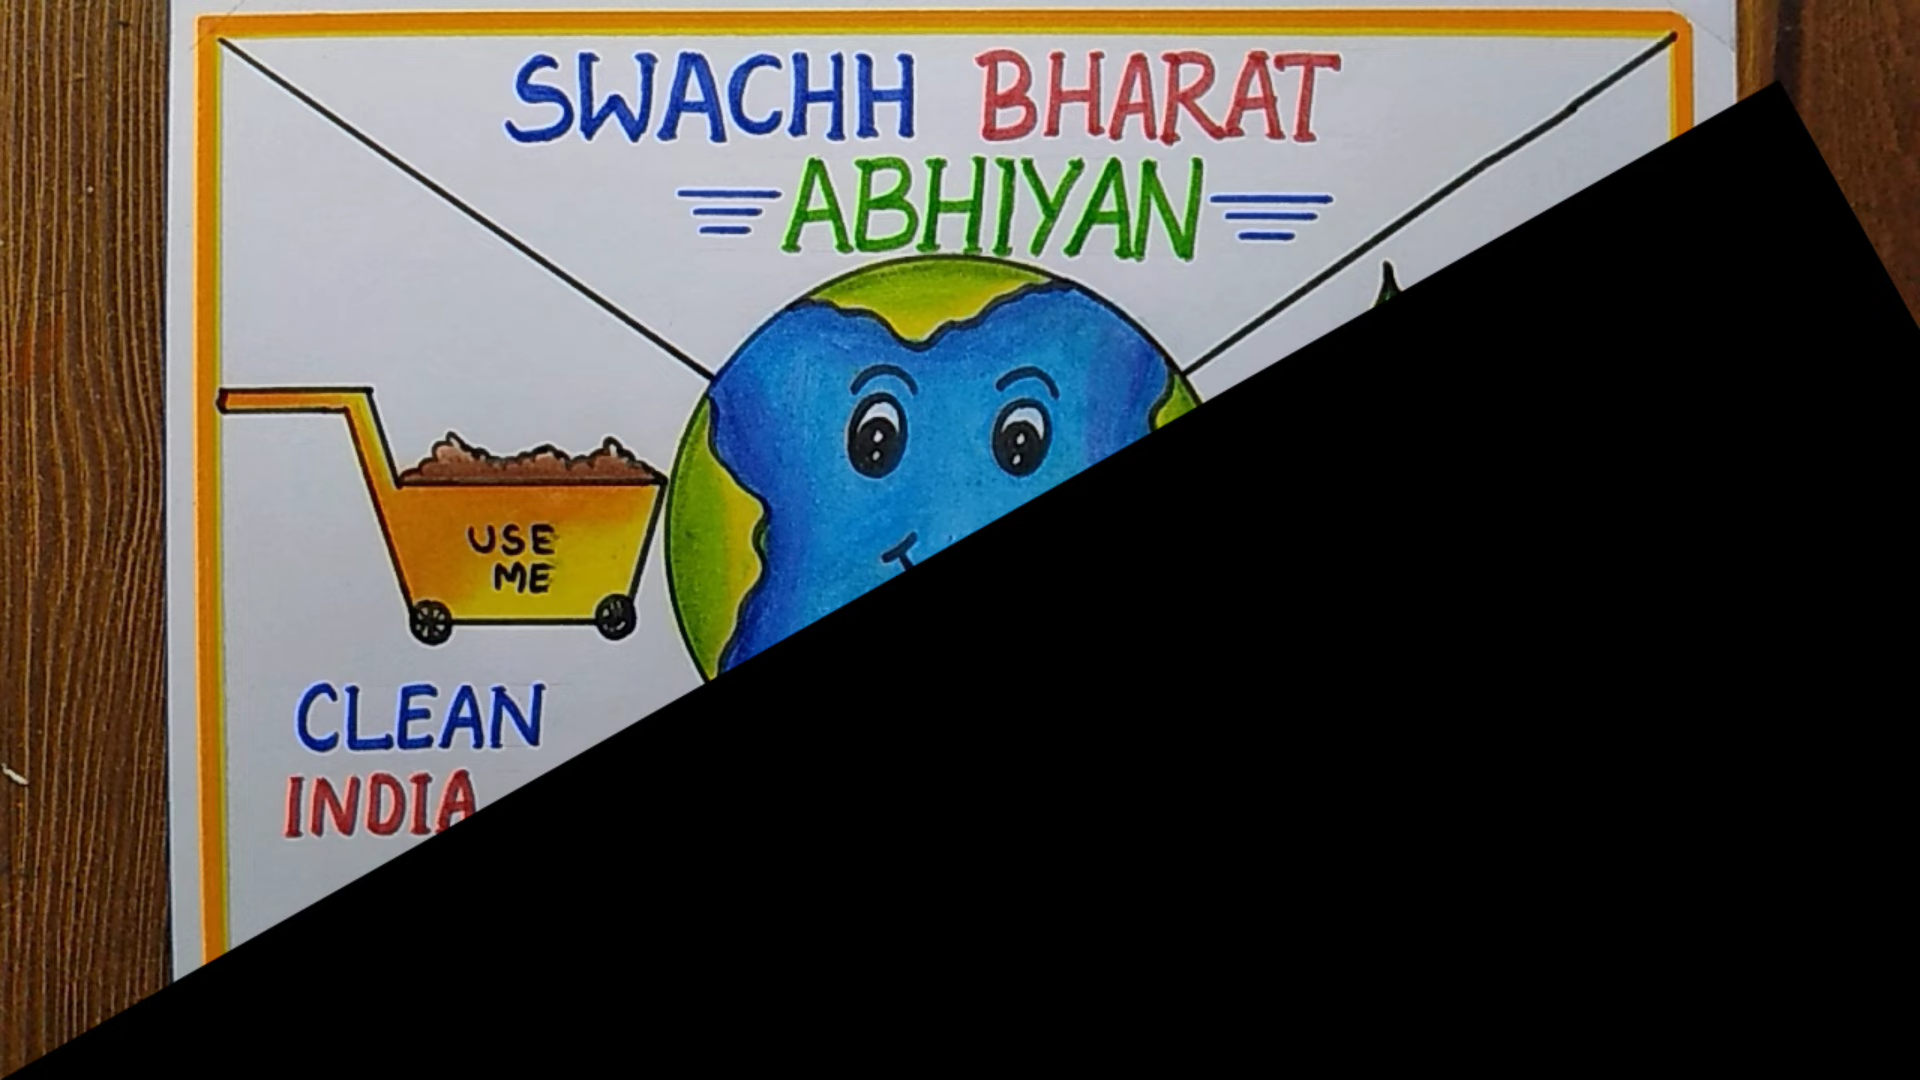 SWACHH BHARAT
ABHIYAN
USE
ME
CLEAN
INDIA